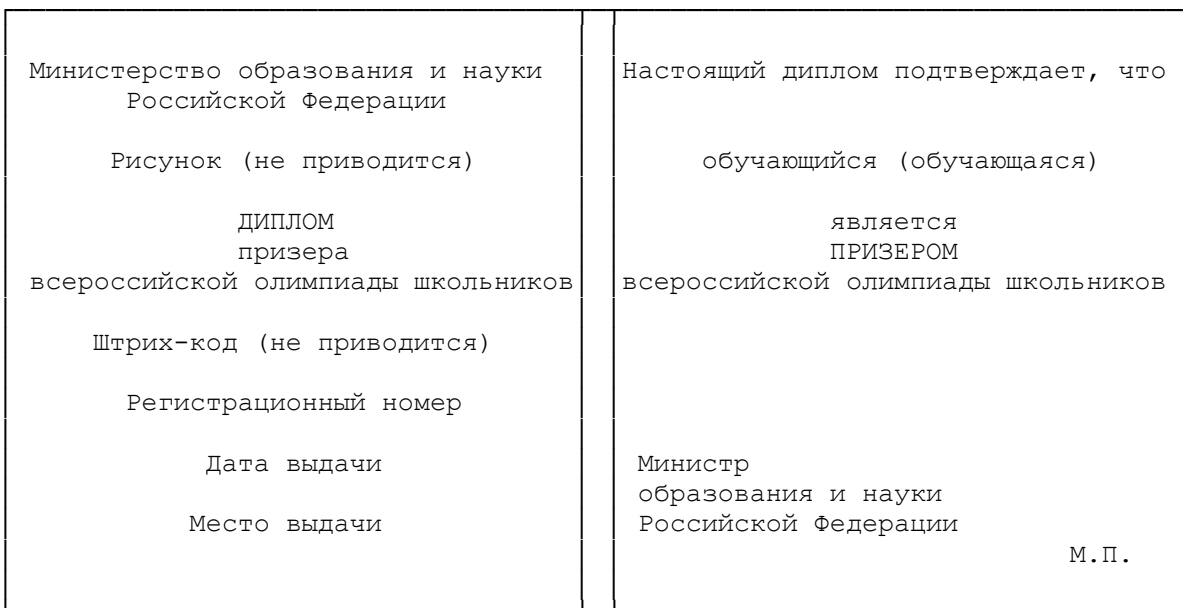 Министерство образования и науки
Российской Федерации
Рисунок (не приводится)
ДИПЛОМ
призера
всероссийской олимпиады школьников
Штрих-код (не приводится)
Регистрационный номер
Дата выдачи
Место выдачи
Настоящий диплом подтверждает, что
обучающийся (обучающаяся)
является
ПРИЗЕРОМ
всероссийской олимпиады школьников
Министр
образования и науки
Российской Федерации
М.П.